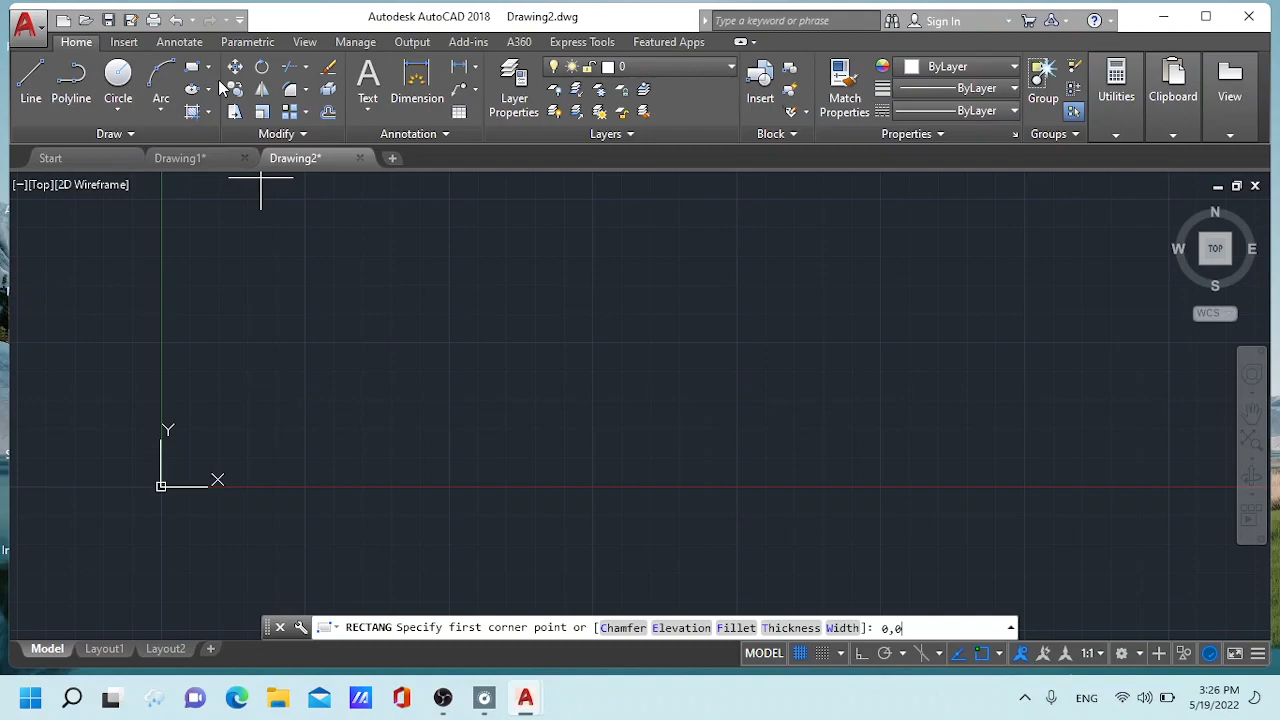 Autodesk AutoCAD 2018 Drawing2.dwg
Type a keyword or phrase
Sign In
Home Insert Annotate Parametric View Manage Output Add-ins A360 Express Tools Featured Apps
Line Polyline Circle Arc
Text Dimension
Layer Properties
0
Insert
Match Properties
ByLayer
ByLayer
ByLayer
Group
Utilities Clipboard View
Draw Modify Annotation Layers Block Properties Groups
Start Drawing1* Drawing2*
[−][Top][2D Wireframe]
N
W TOP E
S
WCS
Y
X
RECTANG Specify first corner point or [Chamfer Elevation Fillet Thickness Width]: 0,0
Model Layout1 Layout2
MODEL 1:1
ENG
3:26 PM
5/19/2022